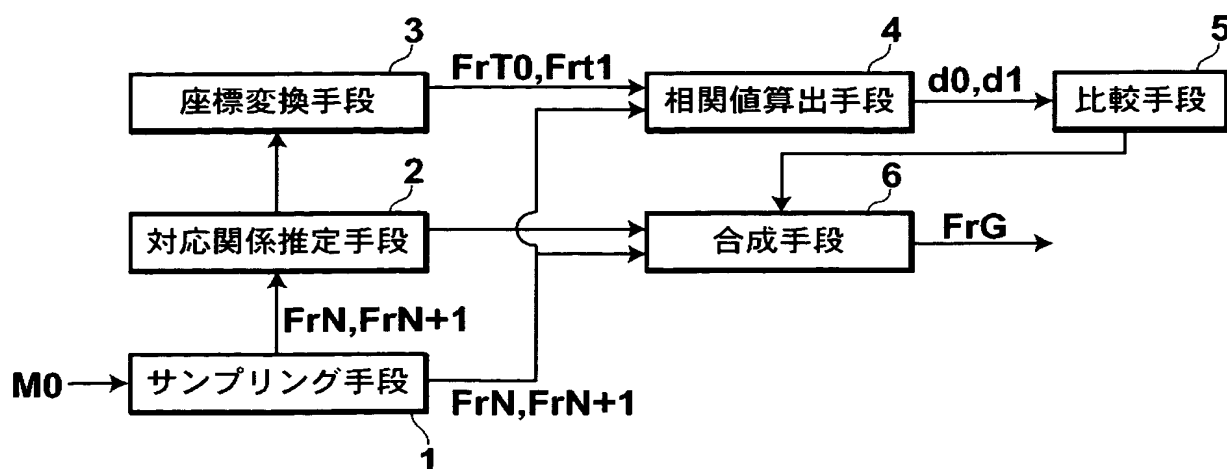 3
座標変換手段
FrT0,Frt1
4
相関値算出手段
d0,d1
5
比較手段
2
対応関係推定手段
6
合成手段
FrG
FrN,FrN+1
M0
サンプリング手段
FrN,FrN+1
1